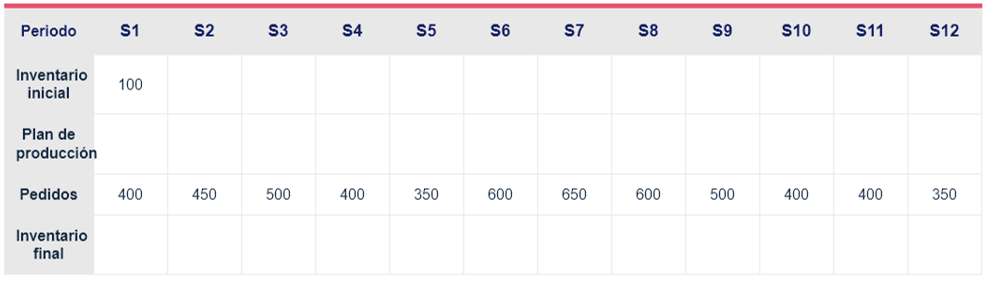 Periodo S1 S2 S3 S4 S5 S6 S7 S8 S9 S10 S11 S12
Inventario
inicial
100
Plan de
producción
Pedidos 400 450 500 400 350 600 650 600 500 400 400 350
Inventario
final